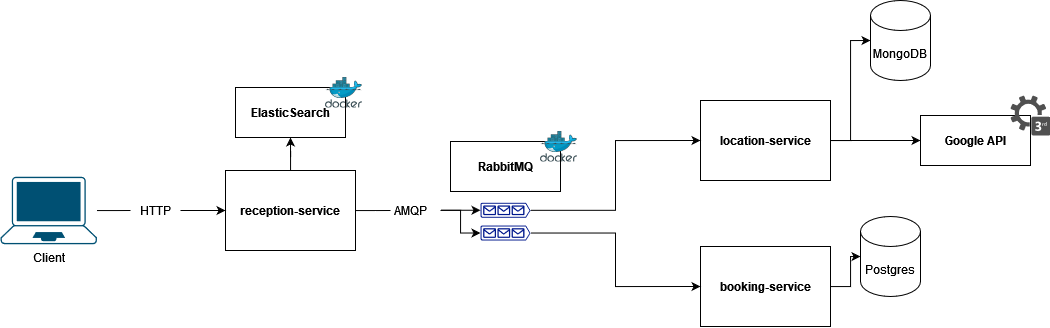 MongoDB
docker
ElasticSearch
3rd
location-service
Google API
docker
RabbitMQ
HTTP
reception-service
AMQP
Client
Postgres
booking-service